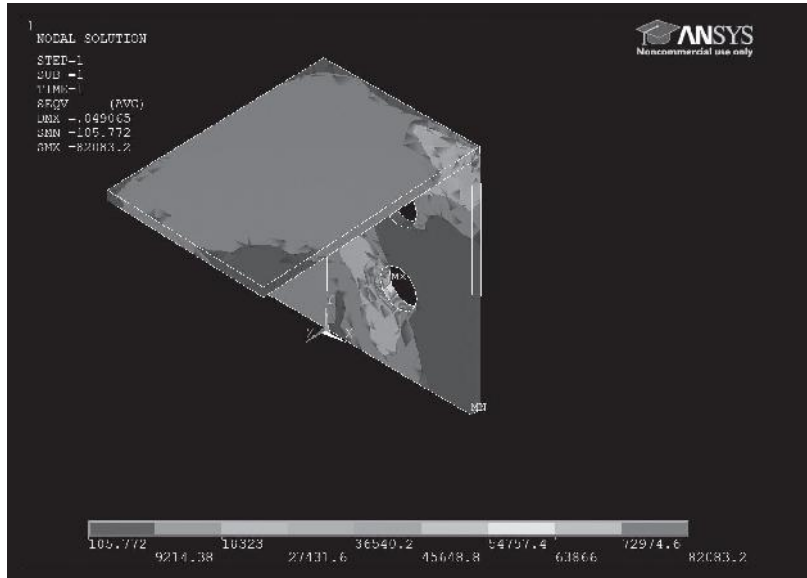 1
NODAL SOLUTION
STEP=1
SUB =1
TIME=1
SEQV (AVG)
DMX =.049065
SMN =105.772
SMX =82083.2
ANSYS
Noncommercial use only
MX
X
MN
105.772 18323 36540.2 54757.4 72974.6
9214.38 27431.6 45648.8 63866 82083.2